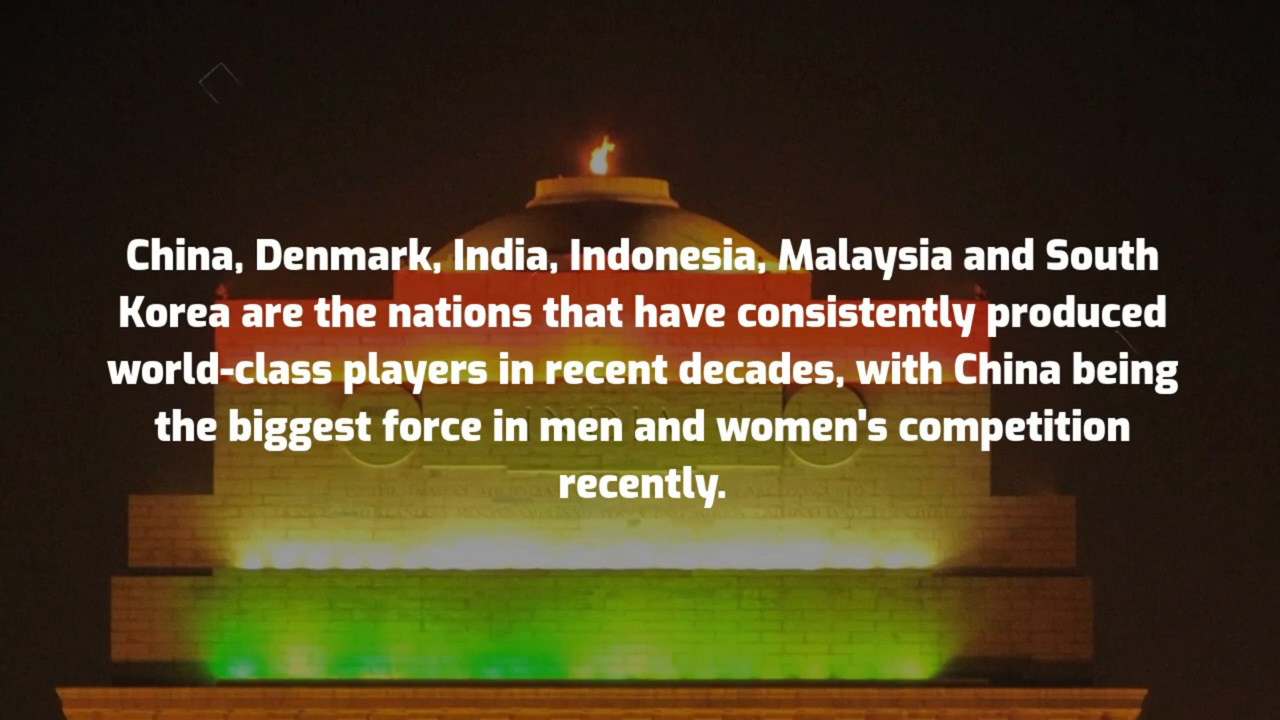 China, Denmark, India, Indonesia, Malaysia and South
Korea are the nations that have consistently produced
world-class players in recent decades, with China being
the biggest force in men and women's competition
recently.
INDIA